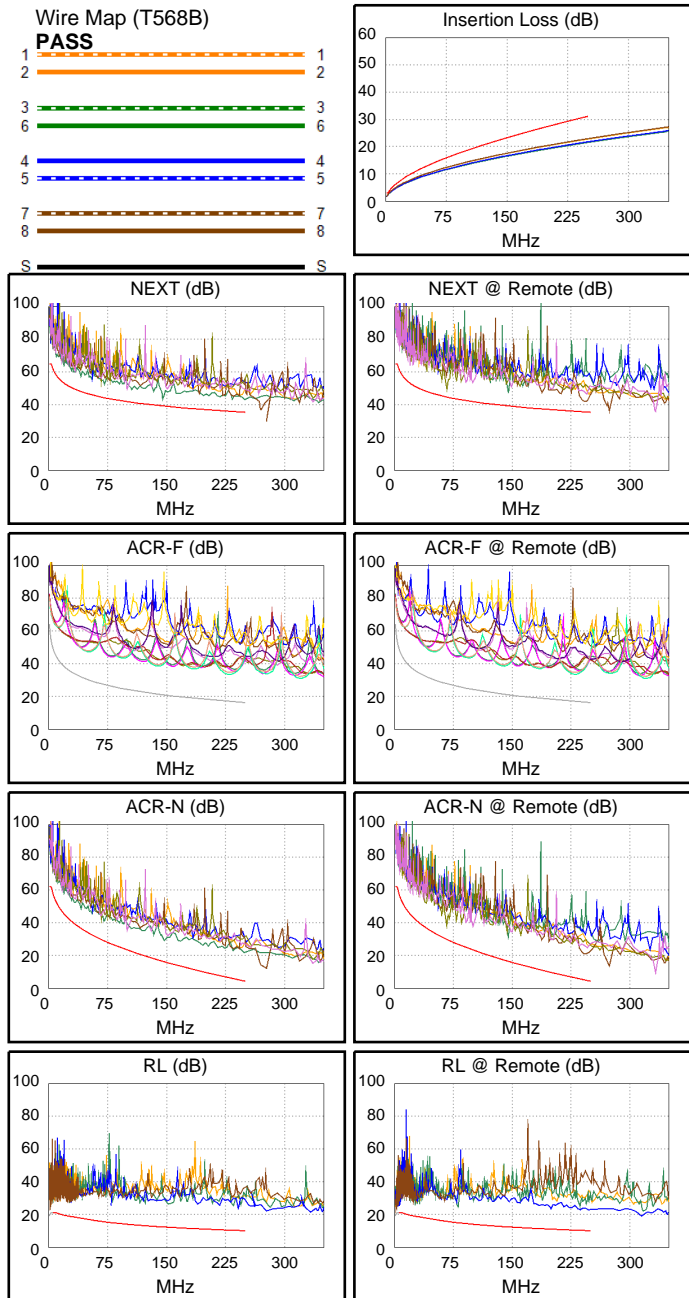 Wire Map (T568B)
PASS
1 1
2 2
3 3
6 6
4 4
5 5
7 7
8 8
S S
Insertion Loss (dB)
60
50
40
30
20
10
0
0 75 150 225 300
MHz
NEXT (dB)
100
80
60
40
20
0
0 75 150 225 300
MHz
NEXT @ Remote (dB)
100
80
60
40
20
0
0 75 150 225 300
MHz
ACR-F (dB)
100
80
60
40
20
0
0 75 150 225 300
MHz
ACR-F @ Remote (dB)
100
80
60
40
20
0
0 75 150 225 300
MHz
ACR-N (dB)
100
80
60
40
20
0
0 75 150 225 300
MHz
ACR-N @ Remote (dB)
100
80
60
40
20
0
0 75 150 225 300
MHz
RL (dB)
100
80
60
40
20
0
0 75 150 225 300
MHz
RL @ Remote (dB)
100
80
60
40
20
0
0 75 150 225 300
MHz